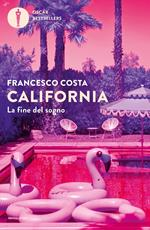 OSCAR
BESTSELLERS
FRANCESCO COSTA
CALIFORNIA
La fine del sogno